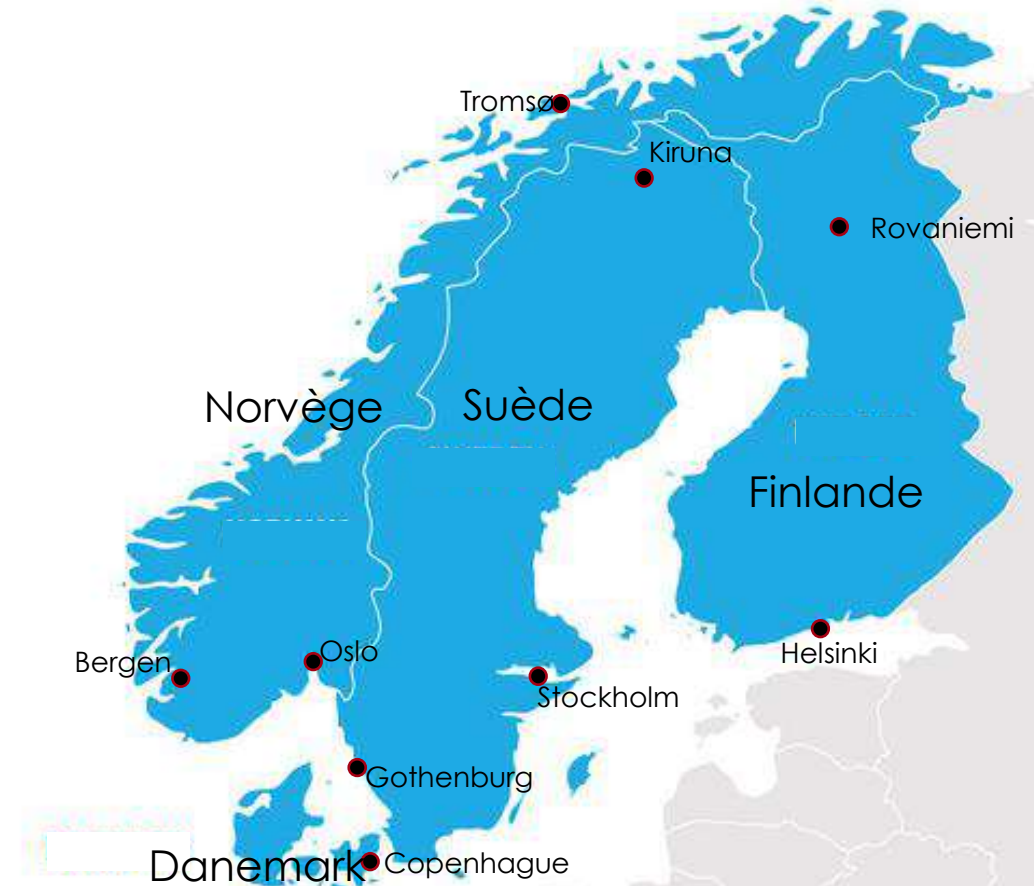 Tromsø
Kiruna
Rovaniemi
Norvège
Suède
Finlande
Oslo
Bergen
Helsinki
Stockholm
Gothenburg
Danemark
Copenhague